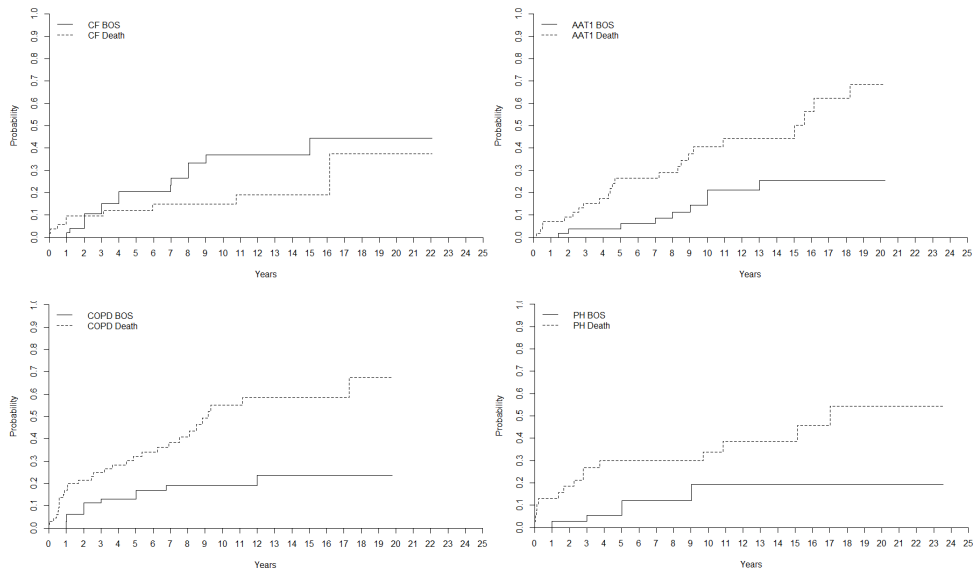 CF BOS
CF Death
Probability
0.0 0.1 0.2 0.3 0.4 0.5 0.6 0.7 0.8 0.9 1.0
0 1 2 3 4 5 6 7 8 9 10 11 12 13 14 15 16 17 18 19 20 21 22 23 24 25
Years
AAT1 BOS
AAT1 Death
Probability
0.0 0.1 0.2 0.3 0.4 0.5 0.6 0.7 0.8 0.9 1.0
0 1 2 3 4 5 6 7 8 9 10 11 12 13 14 15 16 17 18 19 20 21 22 23 24 25
Years
COPD BOS
COPD Death
Probability
0.0 0.1 0.2 0.3 0.4 0.5 0.6 0.7 0.8 0.9 1.0
0 1 2 3 4 5 6 7 8 9 10 11 12 13 14 15 16 17 18 19 20 21 22 23 24 25
Years
PH BOS
PH Death
Probability
0.0 0.1 0.2 0.3 0.4 0.5 0.6 0.7 0.8 0.9 1.0
0 1 2 3 4 5 6 7 8 9 10 11 12 13 14 15 16 17 18 19 20 21 22 23 24 25
Years